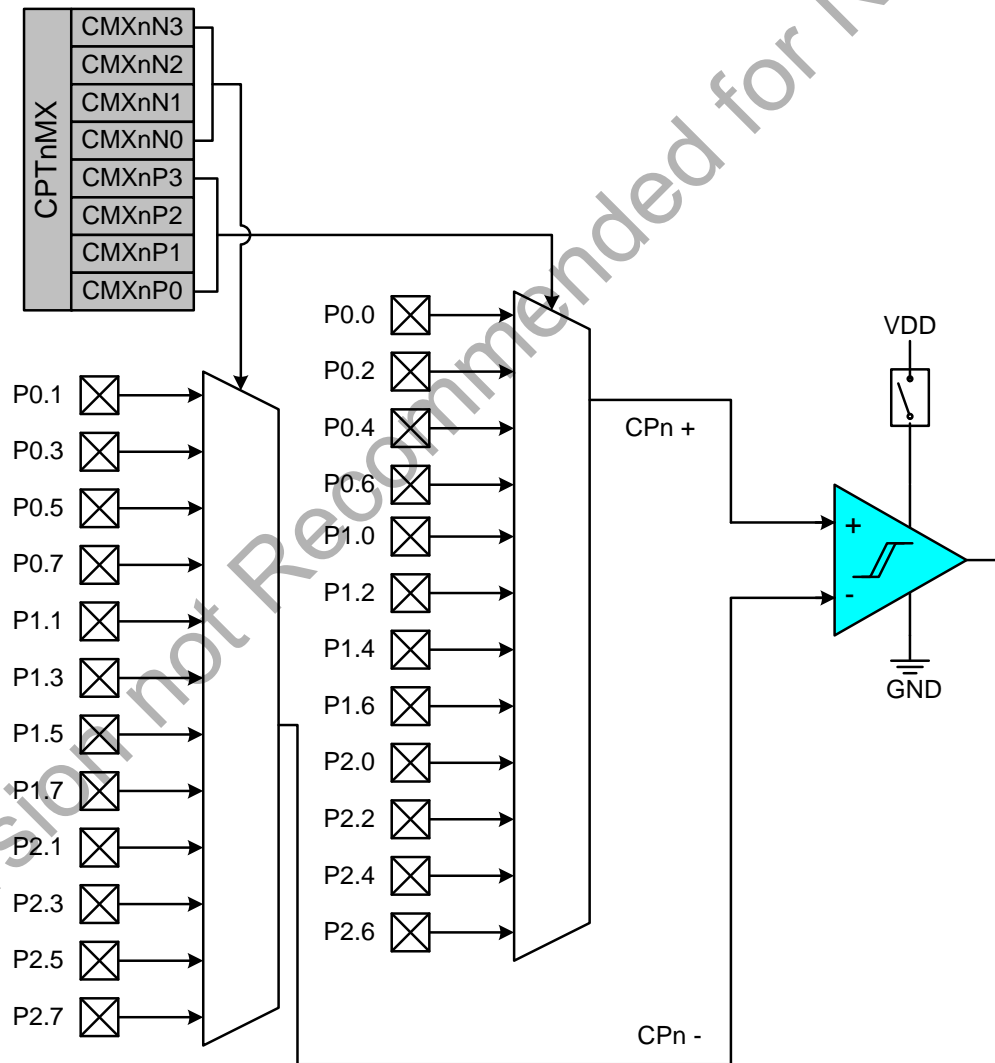 CPTnMX
CMXnN3
CMXnN2
CMXnN1
CMXnN0
CMXnP3
CMXnP2
CMXnP1
CMXnP0
P0.1
P0.3
P0.5
P0.7
P1.1
P1.3
P1.5
P1.7
P2.1
P2.3
P2.5
P2.7
P0.0
P0.2
P0.4
P0.6
P1.0
P1.2
P1.4
P1.6
P2.0
P2.2
P2.4
P2.6
CPn +
CPn -
VDD
+
-
GND
not Recommended for